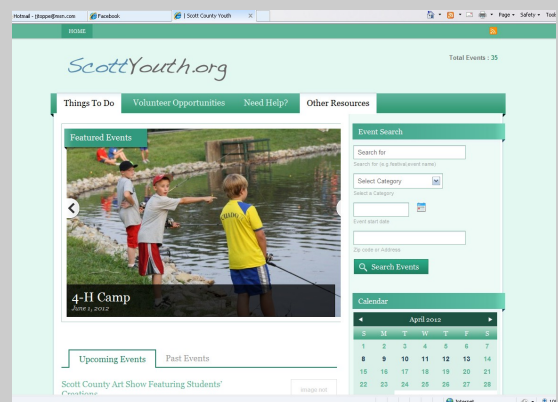 Hotmail - jtoppe@msn.com
Facebook
| Scott County Youth
X
Page
Safety
Tools
HOME
ScottYouth.org
Total Events : 35
Things To Do
Volunteer Opportunities
Need Help?
Other Resources
Featured Events
4-H Camp
June 1, 2012
Upcoming Events
Past Events
Scott County Art Show Featuring Students'
Creations
Image not
Event Search
Search for
Search for (e.g festival event name)
Select Category
Select a Category
Event start date
Zip code or Address
Search Events
Calendar
April 2012
S M T W T F S
1 2 3 4 5 6 7
8 9 10 11 12 13 14
15 16 17 18 19 20 21
22 23 24 25 26 27 28
Internet